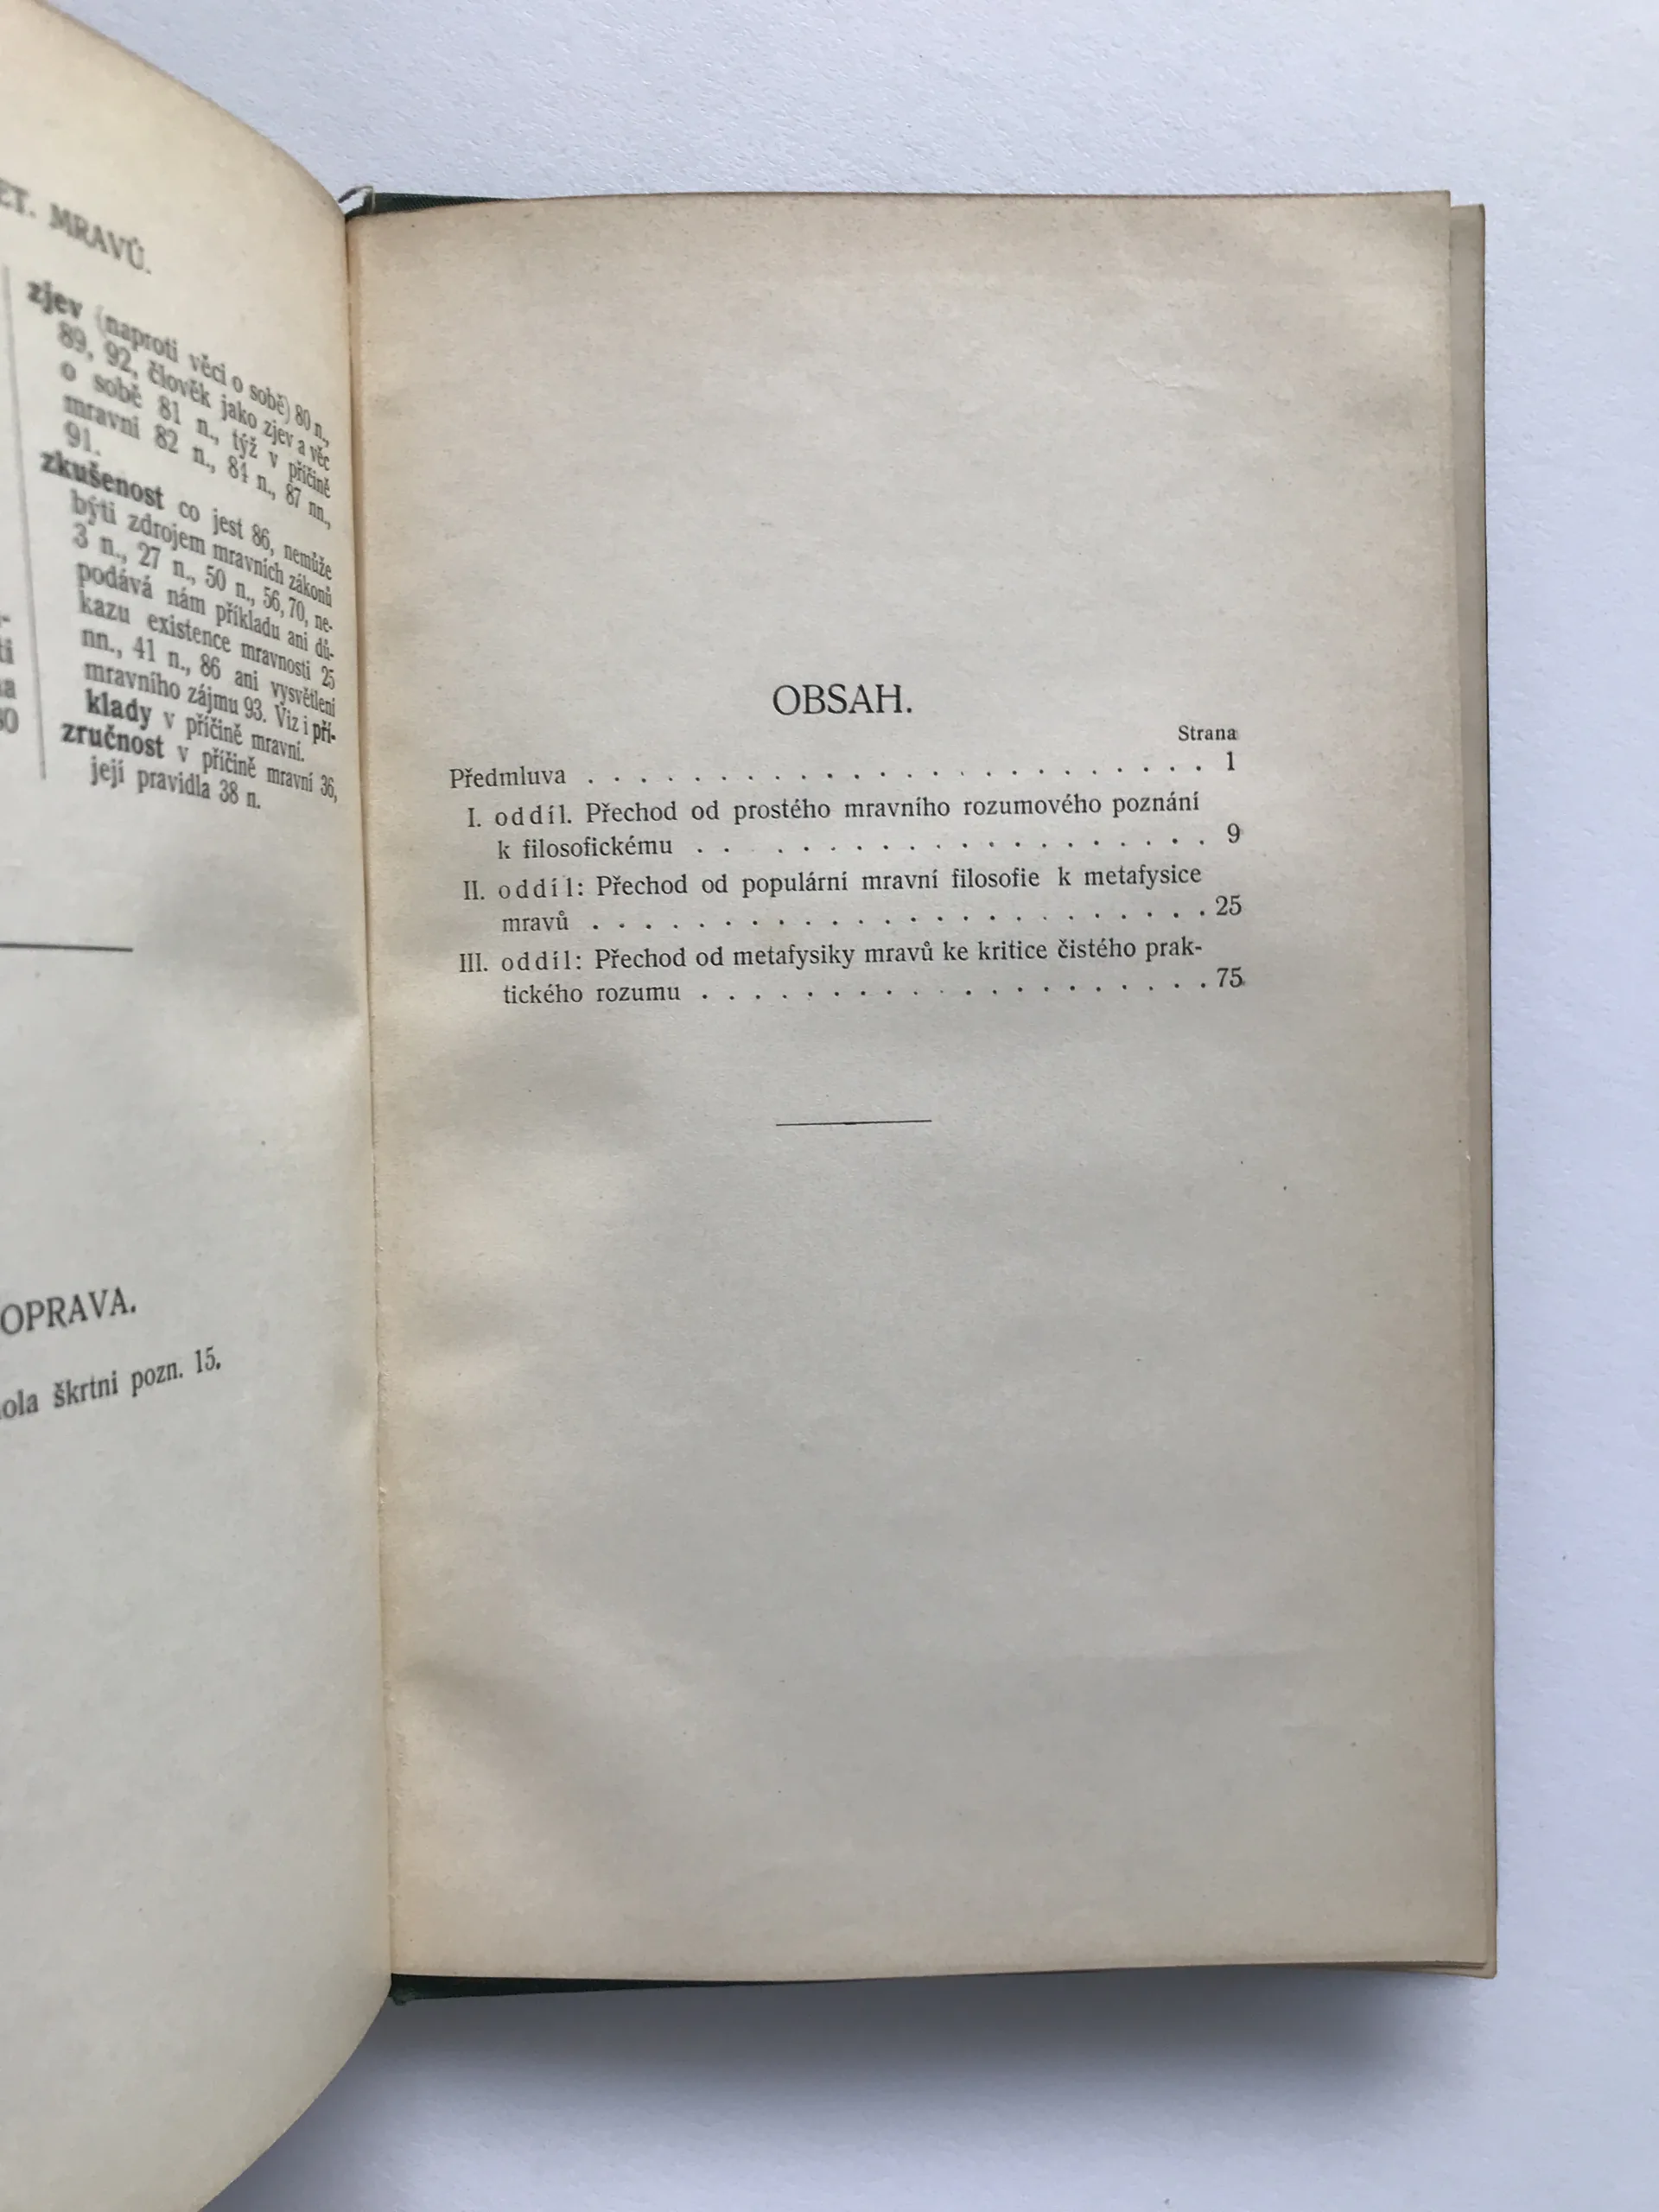 ET. MRAVŮ.
zjev (naproti věci o sobě) 80 n.,
89, 92, člověk jako zjev a věc
o sobě 81 n., týž v příčině
mravní 82 n., 84 n., 87 nn.,
91.
zkušenost co jest 86, nemůže
býti zdrojem mravních zákonů
3 n., 27 n., 50 n., 56, 70, ne-
podává nám příkladu ani dů-
kazu existence mravnosti 25
nn., 41 n., 86 ani vysvětlení
mravního zájmu 93. Viz i pří-
klady v příčině mravní.
zručnost v příčině mravní 36,
její pravidla 38 n.
OPRAVA.
škrtni pozn. 15.
OBSAH.
Strana
Předmluva . . . . . . . . . . . . . . . . . . . . . . . . 1
I. oddíl. Přechod od prostého mravního rozumového poznání
k filosofickému . . . . . . . . . . . . . . . . . . . 9
II. oddíl: Přechod od populární mravní filosofie k metafysice
mravů . . . . . . . . . . . . . . . . . . . . . . . . 25
III. oddíl: Přechod od metafysiky mravů ke kritice čistého prak-
tického rozumu . . . . . . . . . . . . . . . . . . . . 75